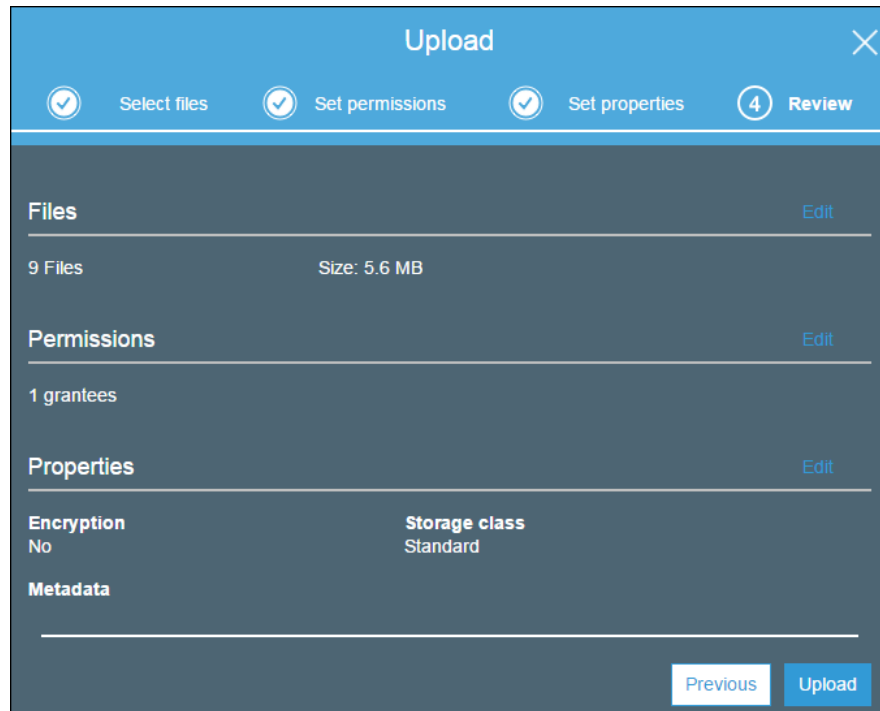 Upload
Select files Set permissions Set properties 4 Review
Files Edit
9 Files Size: 5.6 MB
Permissions Edit
1 grantees
Properties Edit
Encryption Storage class
No Standard
Metadata
Previous Upload